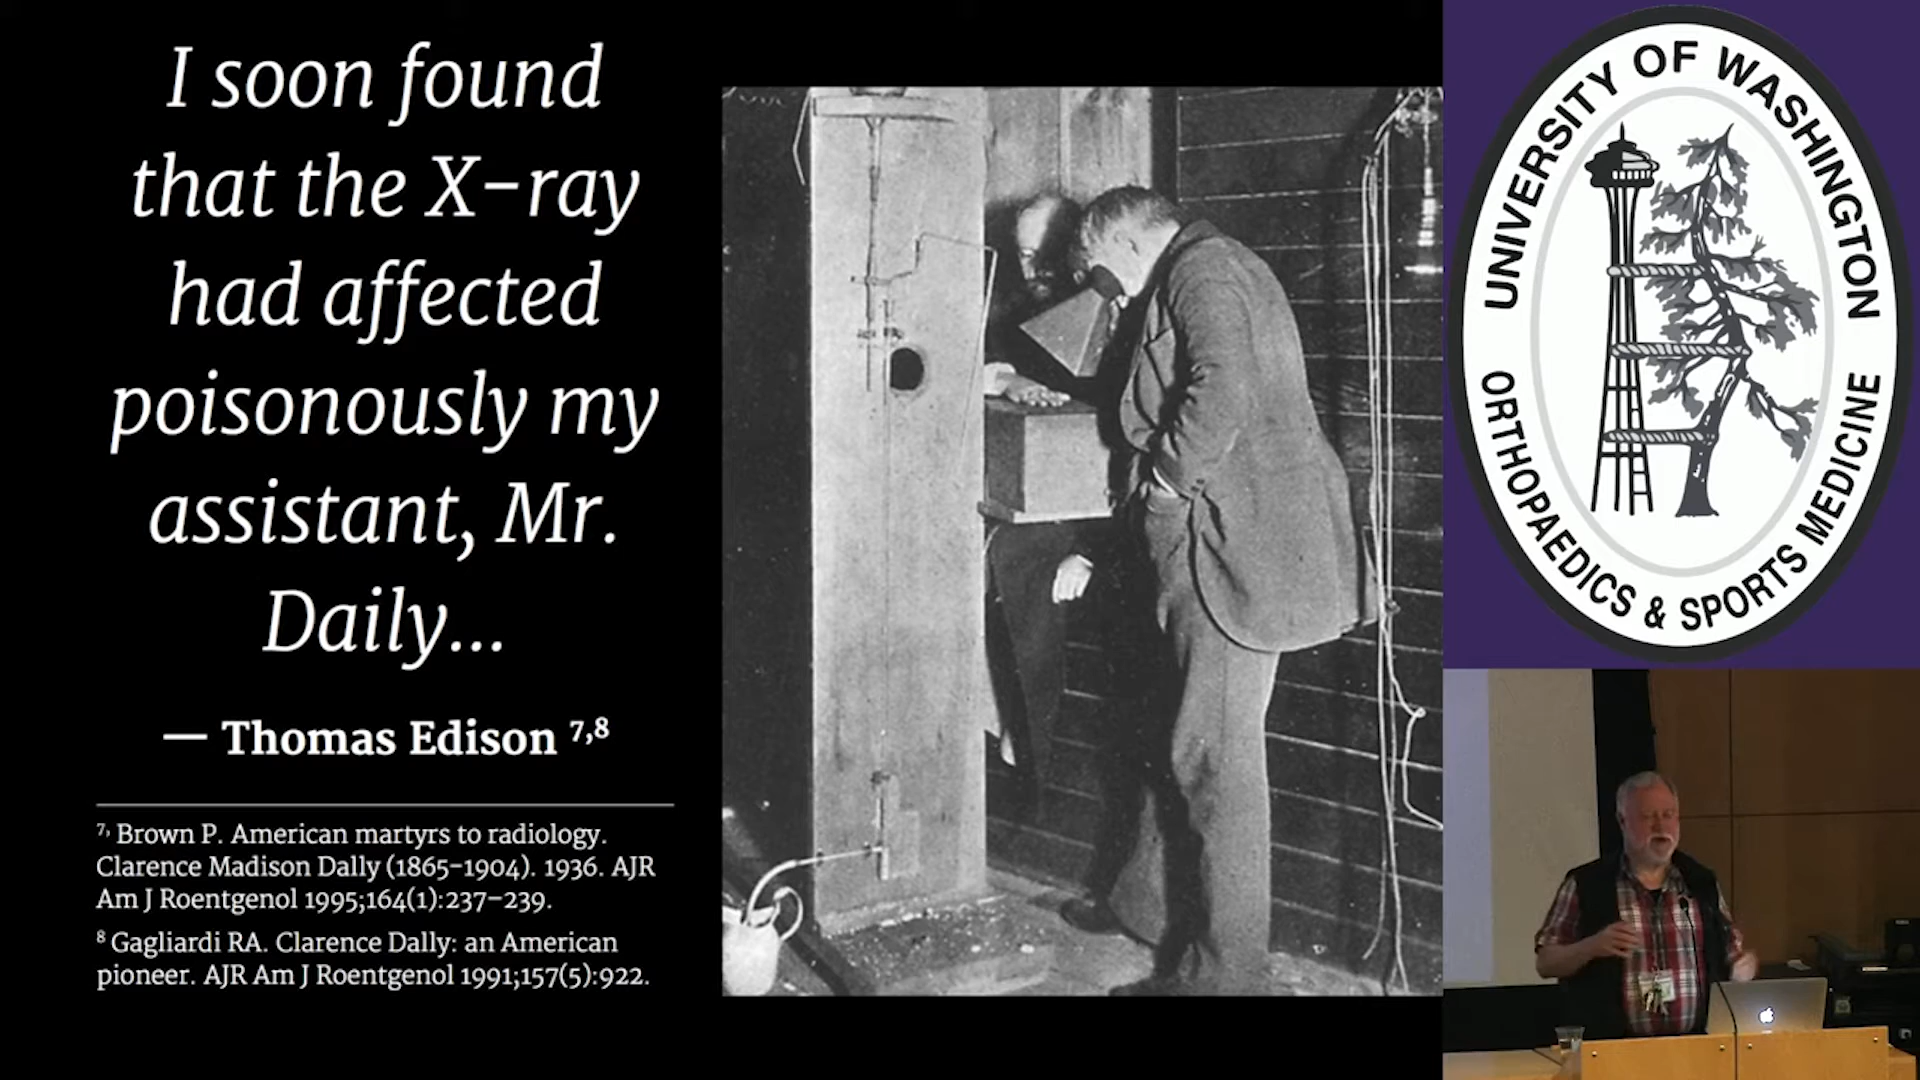 I soon found
that the X-ray
had affected
poisonously my
assistant, Mr.
Daily...
— Thomas Edison 7,8
7, Brown P. American martyrs to radiology.
Clarence Madison Dally (1865-1904). 1936. AJR
Am J Roentgenol 1995;164(1):237-239.
8 Gagliardi RA. Clarence Dally: an American
pioneer. AJR Am J Roentgenol 1991;157(5):922.
UNIVERSITY OF WASHINGTON
ORTHOPAEDICS & SPORTS MEDICINE